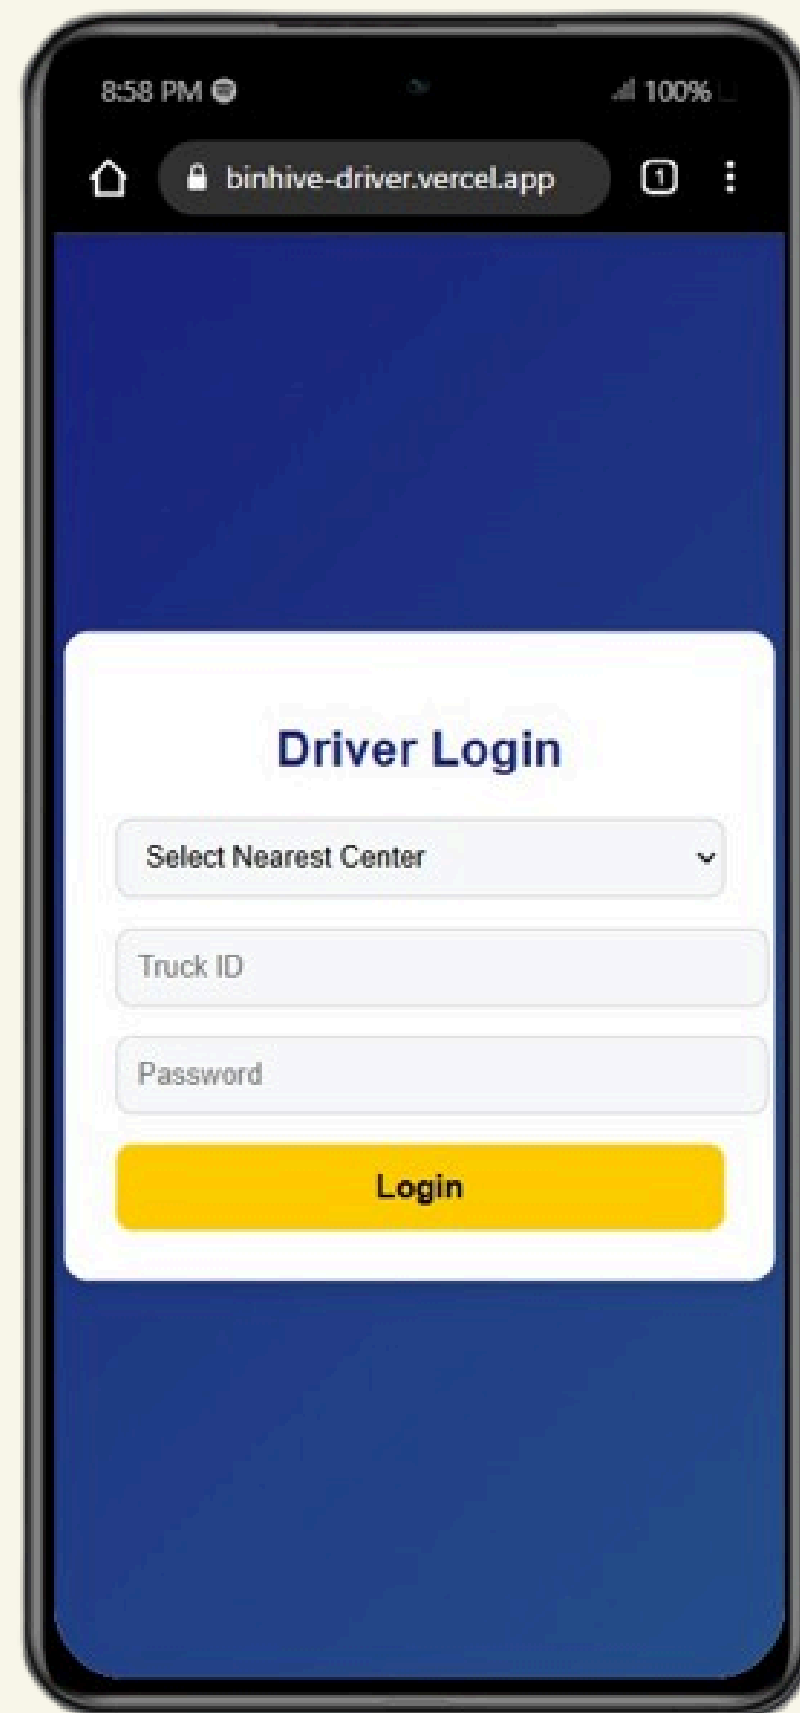 8:58 PM 100%
binhive-driver.vercel.app 1
Driver Login
Select Nearest Center
Truck ID
Password
Login